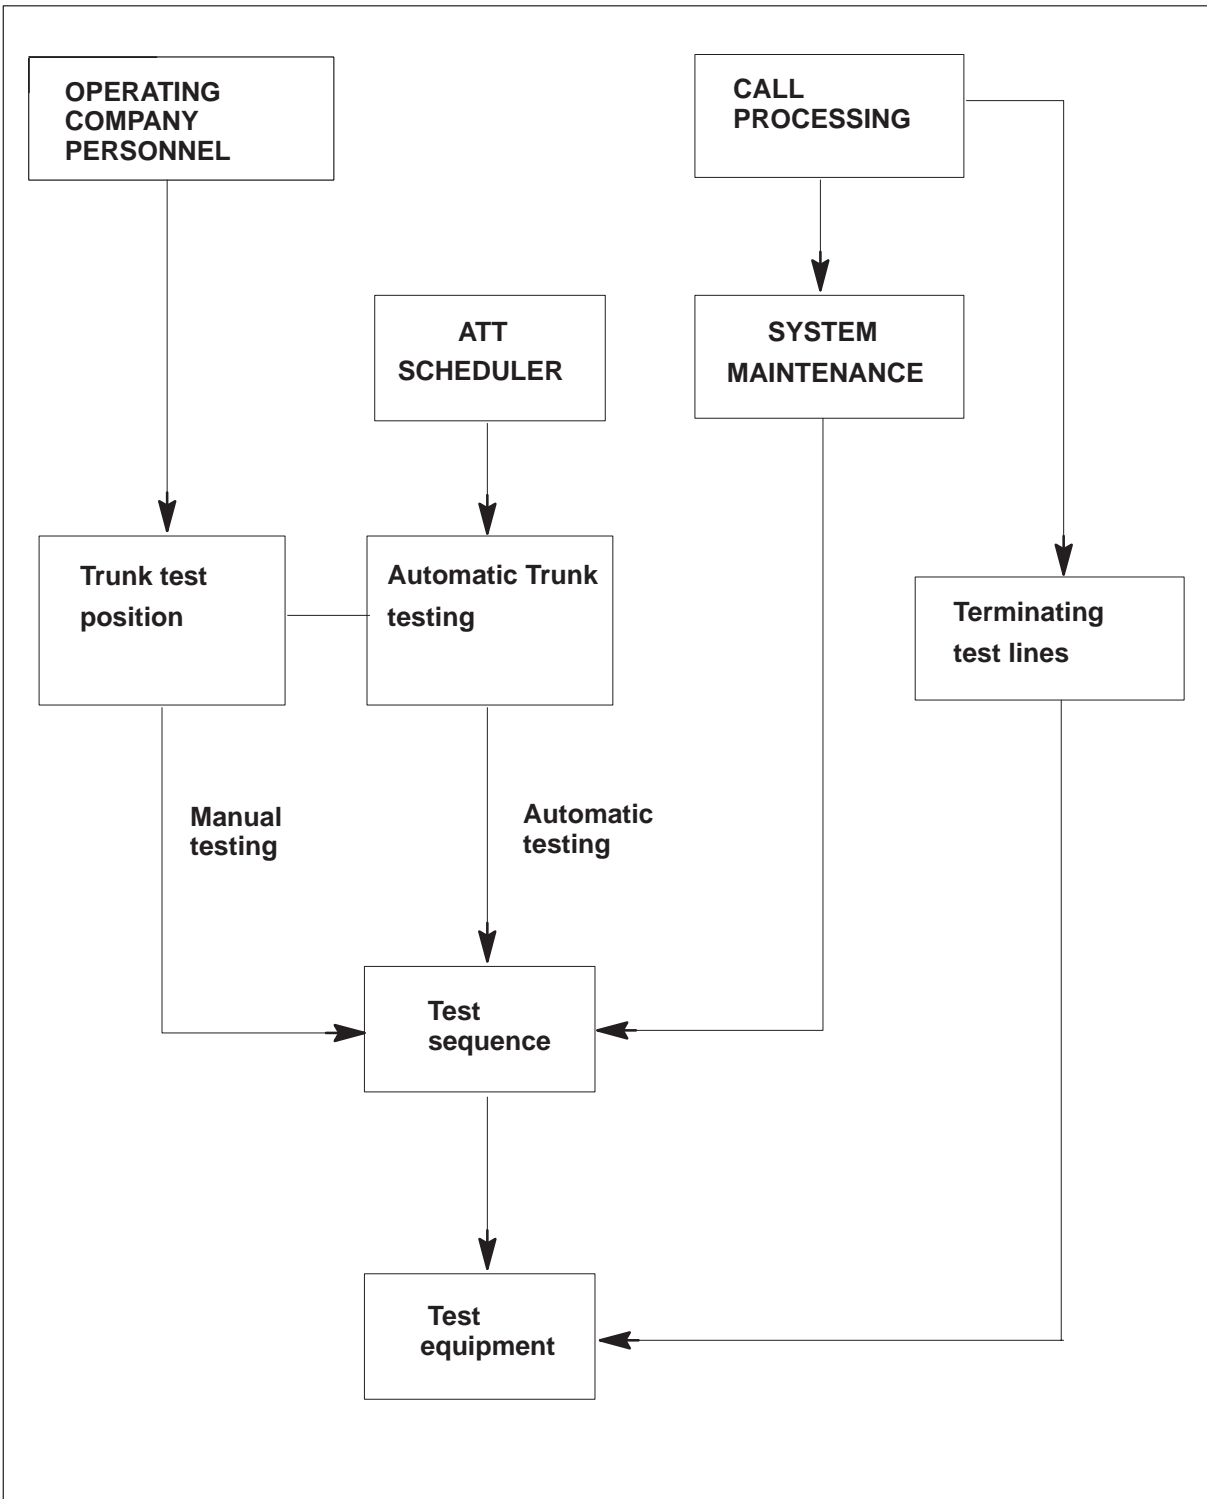 OPERATING
COMPANY
PERSONNEL
CALL
PROCESSING
ATT
SCHEDULER
SYSTEM
MAINTENANCE
Trunk test
position
Automatic Trunk
testing
Terminating
test lines
Manual
testing
Automatic
testing
Test
sequence
Test
equipment